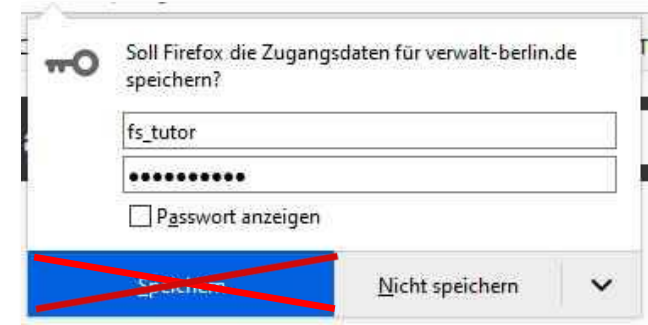 Soll Firefox die Zugangsdaten für verwalt-berlin.de
speichern?
fs_tutor
••••••••••
Passwort anzeigen
Speichern
Nicht speichern